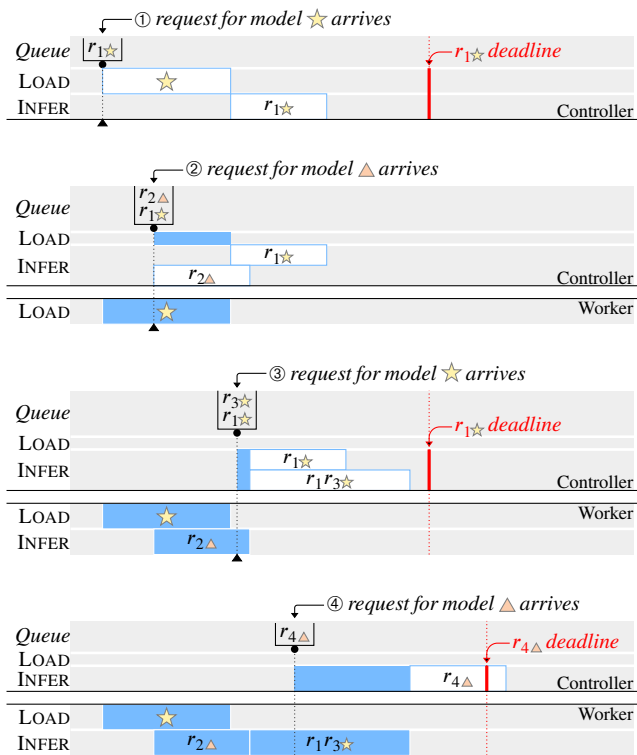 ① request for model ☆ arrives
Queue r1☆ r1☆ deadline
LOAD ☆
INFER r1☆ Controller
② request for model △ arrives
r2△
Queue r1☆
LOAD
INFER r1☆
r2△ Controller
LOAD ☆ Worker
③ request for model ☆ arrives
r3☆
Queue r1☆ r1☆ deadline
LOAD
INFER r1☆
r1r3☆ Controller
LOAD ☆ Worker
INFER r2△
④ request for model △ arrives
Queue r4△ r4△ deadline
LOAD
INFER r4△ Controller
LOAD ☆ Worker
INFER r2△ r1r3☆